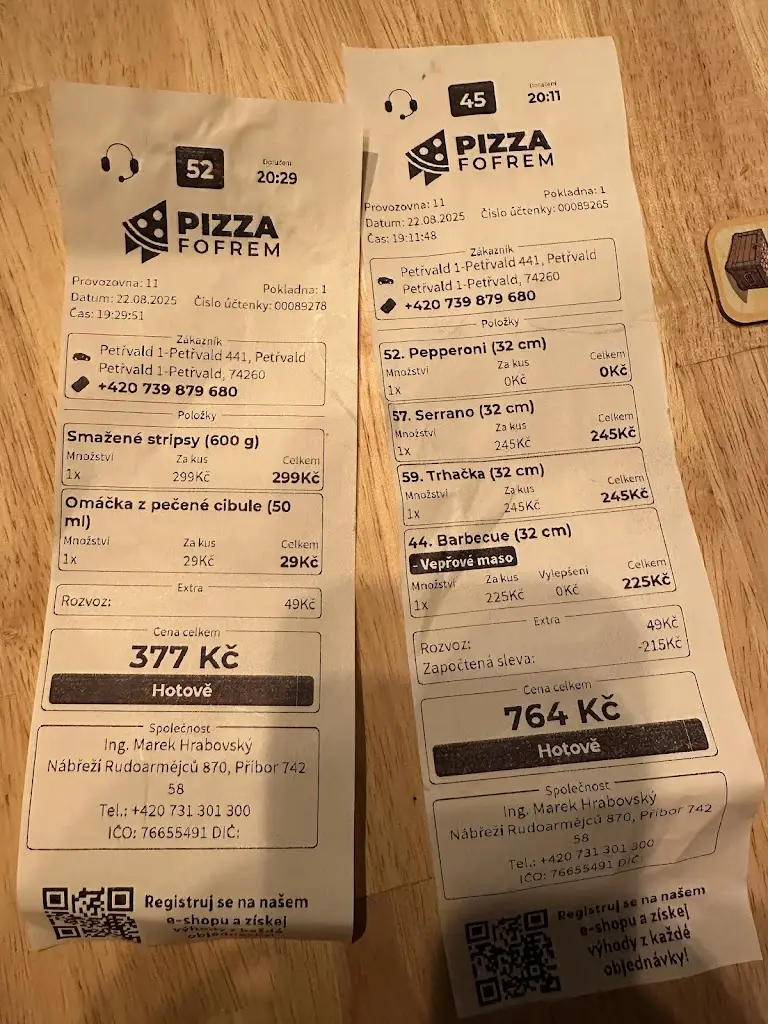 52
Doručení
20:29
PIZZA
FOFREM
Provozovna: 11
Pokladna: 1
Datum: 22.08.2025
Číslo účtenky: 00089278
Čas: 19:29:51
Zákazník
Petřvald 1-Petřvald 441, Petřvald
Petřvald 1-Petřvald, 74260
+420 739 879 680
Položky
Smažené stripsy (600 g)
Množství Za kus Celkem
1x 299Kč 299Kč
Omáčka z pečené cibule (50
ml)
Množství Za kus Celkem
1x 29Kč 29Kč
Extra
Rozvoz: 49Kč
Cena celkem
377 Kč
Hotově
Společnost
Ing. Marek Hrabovský
Nábřeží Rudoarmějců 870, Příbor 742
58
Tel.: +420 731 301 300
IČO: 76655491 DIČ:
Registruj se na našem
e-shopu a získej
výhody z každé
objednávky!
45
Doručení
20:11
PIZZA
FOFREM
Provozovna: 11
Pokladna: 1
Datum: 22.08.2025
Číslo účtenky: 00089265
Čas: 19:11:48
Zákazník
Petřvald 1-Petřvald 441, Petřvald
Petřvald 1-Petřvald, 74260
+420 739 879 680
Položky
52. Pepperoni (32 cm)
Množství Za kus Celkem
1x 0Kč 0Kč
57. Serrano (32 cm)
Množství Za kus Celkem
1x 245Kč 245Kč
59. Trhačka (32 cm)
Množství Za kus Celkem
1x 245Kč 245Kč
44. Barbecue (32 cm)
- Vepřové maso
Množství Za kus Vylepšení Celkem
1x 225Kč 0Kč 225Kč
Extra
Rozvoz: 49Kč
Započtená sleva: -215Kč
Cena celkem
764 Kč
Hotově
Společnost
Ing. Marek Hrabovský
Nábřeží Rudoarmějců 870, Příbor 742
58
Tel.: +420 731 301 300
IČO: 76655491 DIČ:
Registruj se na našem
e-shopu a získej
výhody z každé
objednávky!